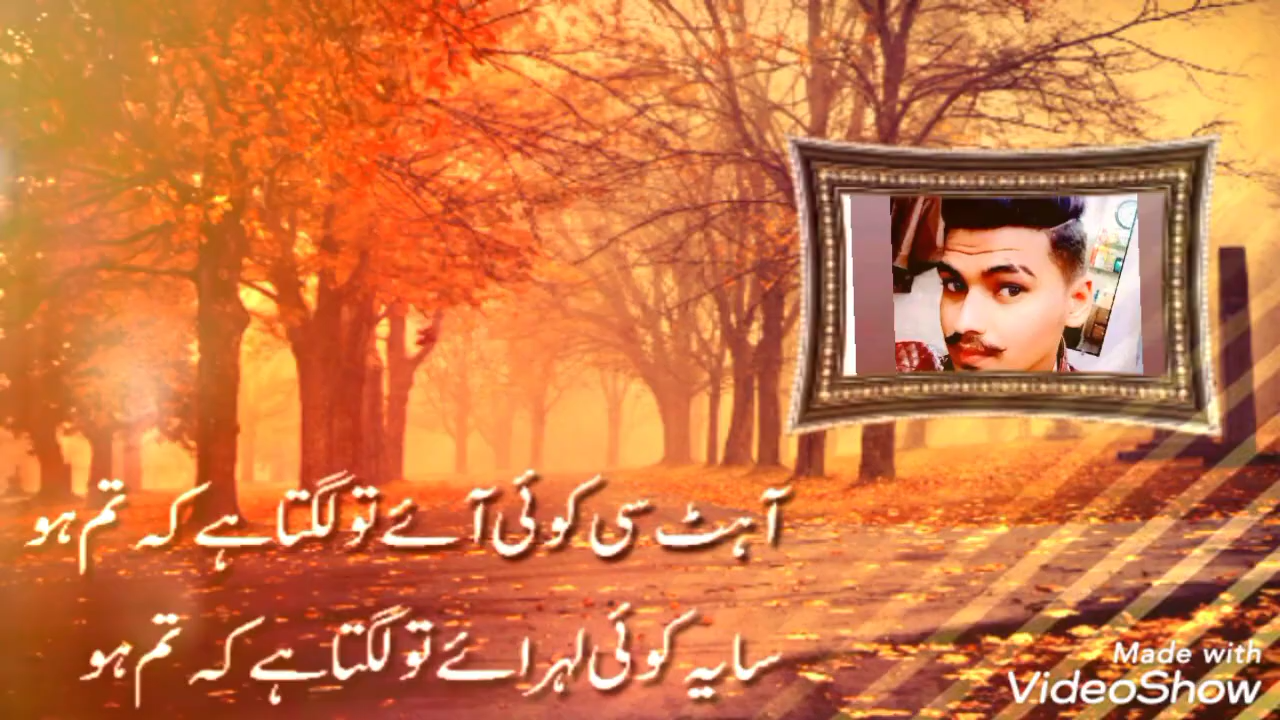 آہٹ سی کوئی آئے تو لگتا ہے کہ تم ہو
سایہ کوئی لہرائے تو لگتا ہے کہ تم ہو
Made with
VideoShow